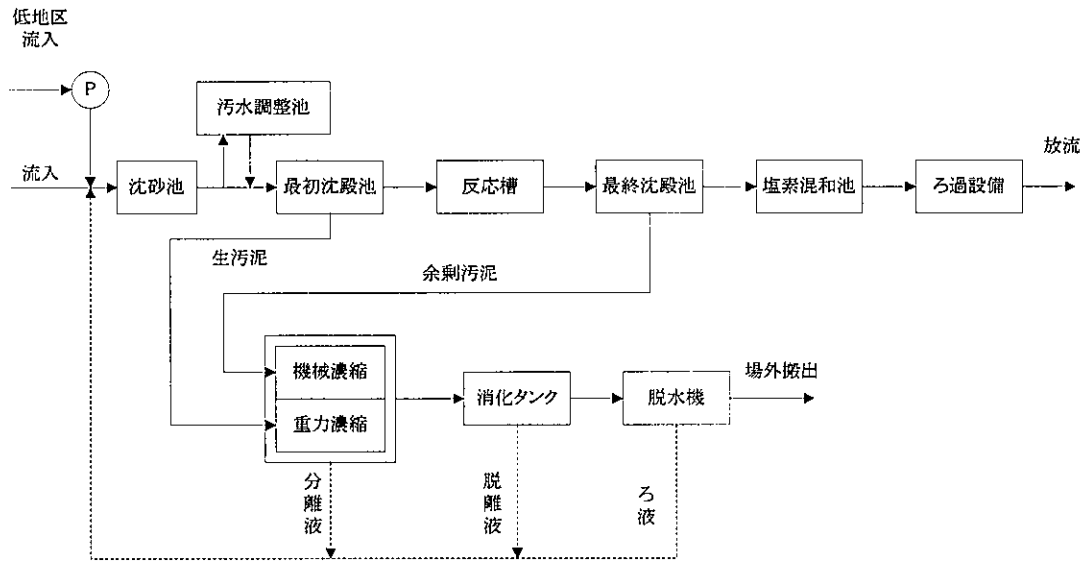 低地区
流入
P
汚水調整池
流入
沈砂池
最初沈殿池
反応槽
最終沈殿池
塩素混和池
ろ過設備
放流
生汚泥
余剰汚泥
機械濃縮
重力濃縮
消化タンク
脱水機
場外搬出
分離液
脱離液
ろ液